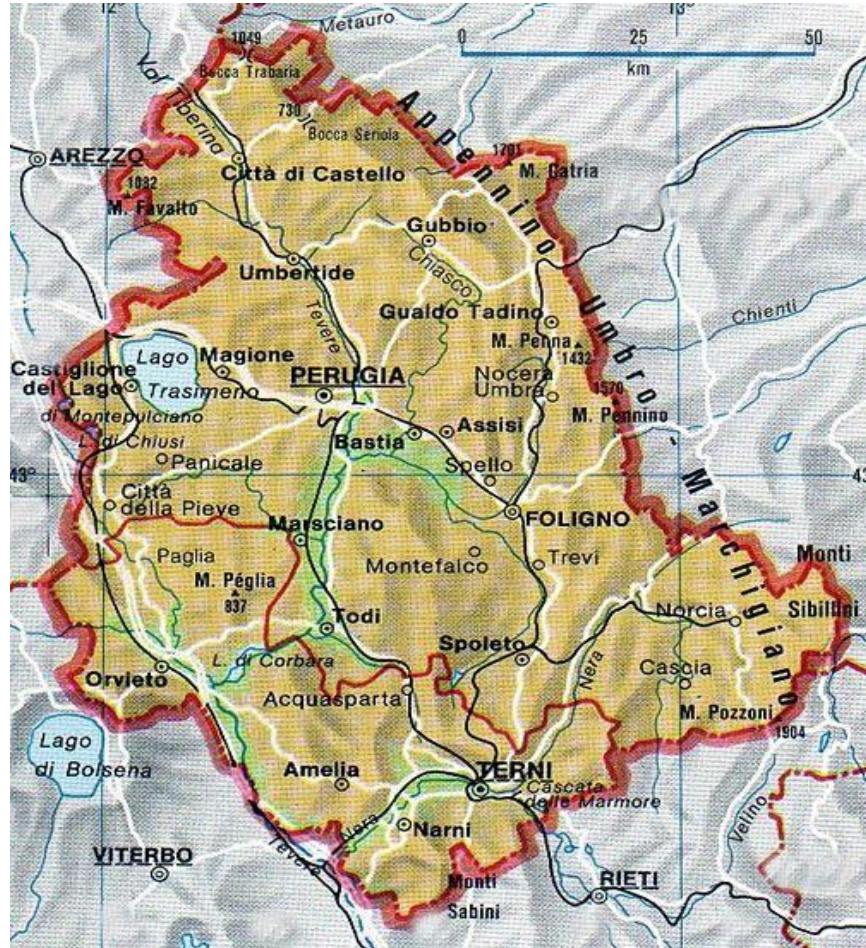 12°
13°
1049
Metauro
0
25
50
km
Bocca Trabaria
Val Tiberina
730
Bocca Seriola
Appennino Umbro - Marchigiano
AREZZO
Città di Castello
1701
M. Catria
1082
M. Favalto
Gubbio
Umbertide
Chiasco
Tevere
Gualdo Tadino
Chienti
M. Penna
1432
Lago
Trasimeno
Magione
Castiglione
del Lago
PERUGIA
Nocera
Umbra
1570
M. Pennino
di Montepulciano
L. di Chiusi
Bastia
Assisi
Panicale
Spello
43°
Città
della Pieve
FOLIGNO
Marsciano
Paglia
Montefalco
Trevi
Monti
Sibillini
M. Péglia
837
Todi
Norcia
Spoleto
Orvieto
L. di Corbara
Nera
Cascia
Acquasparta
M. Pozzoni
1904
Lago
di Bolsena
Amelia
TERNI
Cascata
delle Marmore
Nera
Narni
Velino
VITERBO
Tevere
Monti
Sabini
RIETI